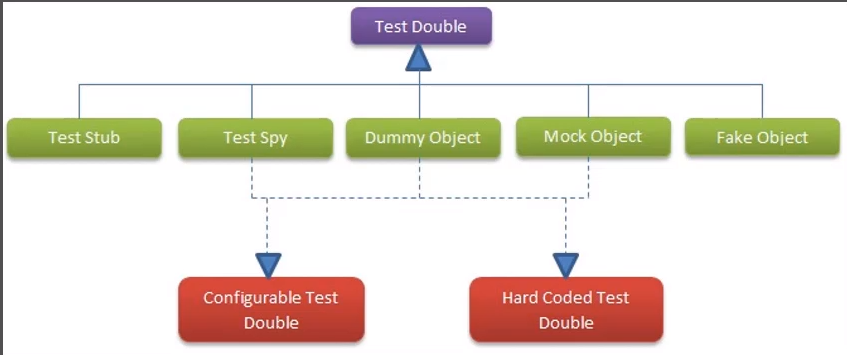 Test Double
Test Stub
Test Spy
Dummy Object
Mock Object
Fake Object
Configurable Test
Double
Hard Coded Test
Double